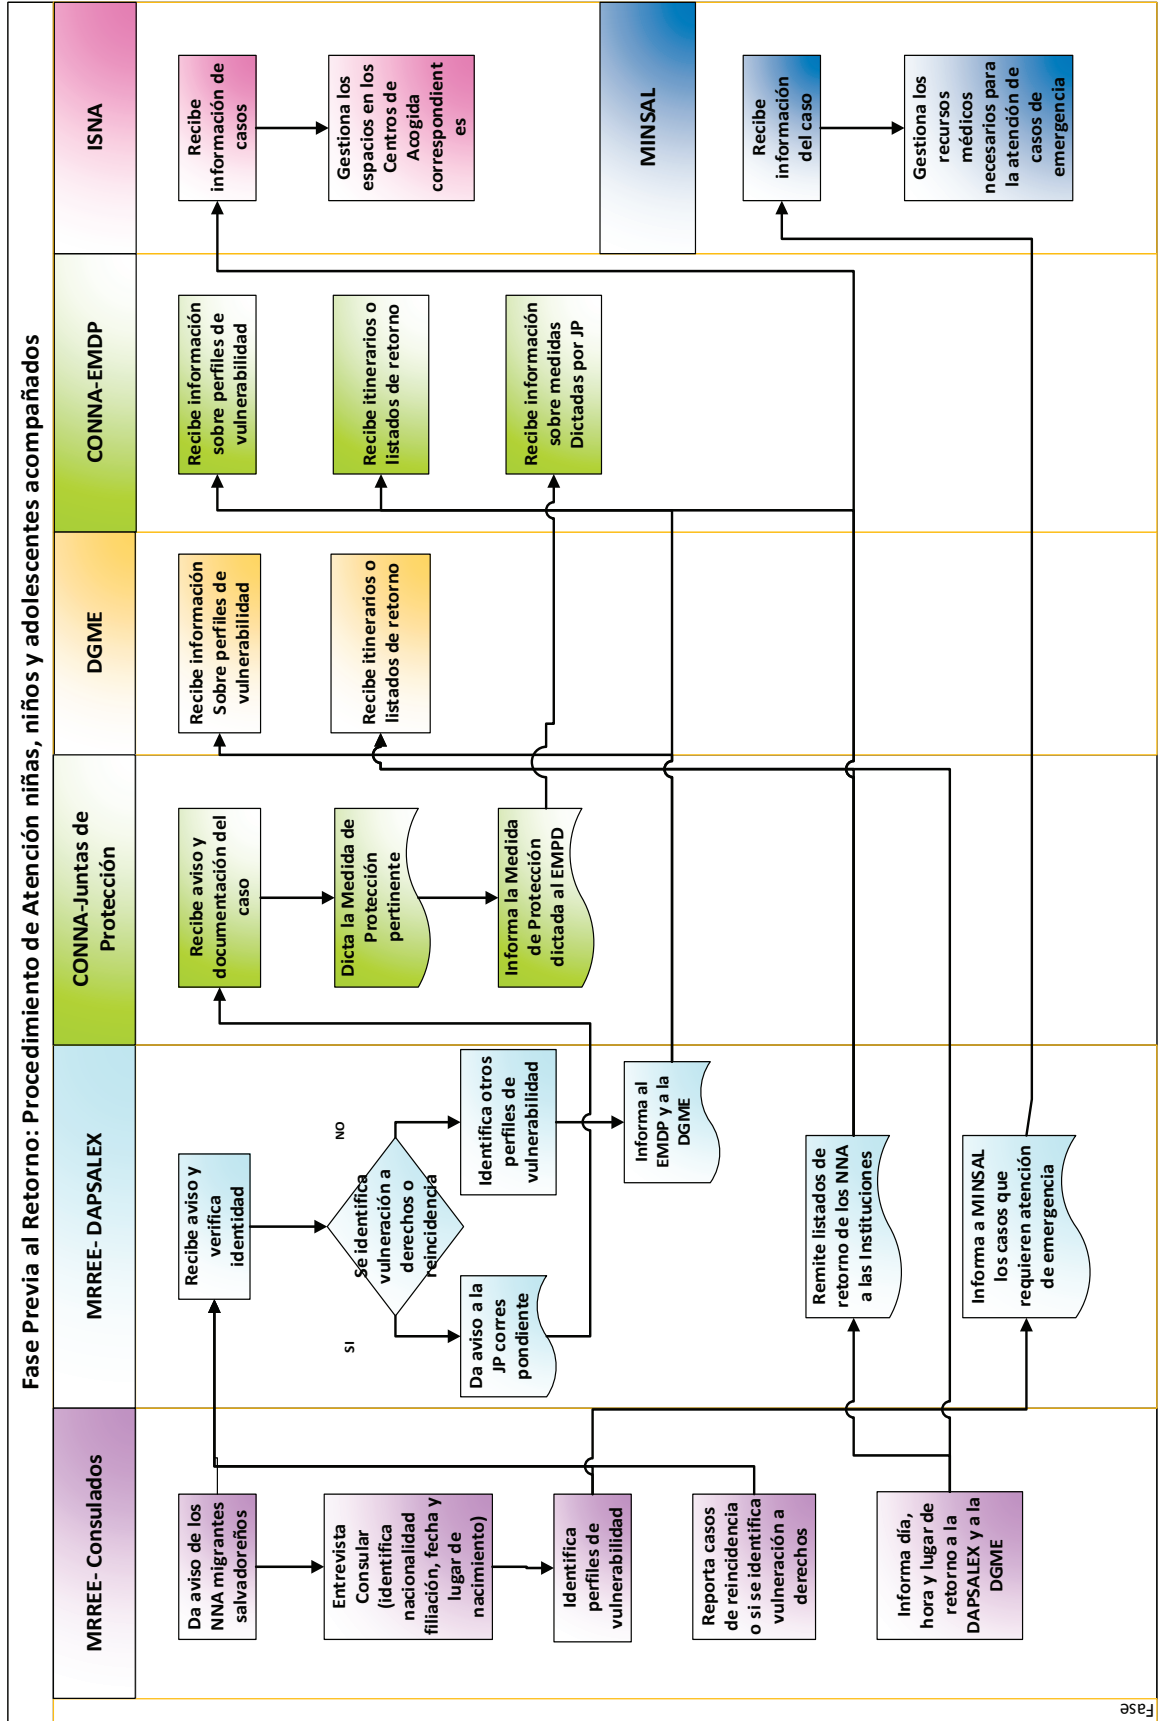 Fase Previa al Retorno: Procedimiento de Atención niñas, niños y adolescentes acompañados
MRREE- Consulados
Da aviso de los
NNA migrantes
salvadoreños
Entrevista
Consular
(identifica
nacionalidad
filiación, fecha y
lugar de
nacimiento)
Identifica
perfiles de
vulnerabilidad
Reporta casos
de reincidencia
o si se identifica
vulneración a
derechos
Informa día,
hora y lugar de
retorno a la
DAPSALEX y a la
DGME
MRREE- DAPSALEX
Recibe aviso y
verifica
identidad
Se identifica
vulneración a
derechos o
reincidencia
SI
NO
Da aviso a la
JP corres
pondiente
Identifica otros
perfiles de
vulnerabilidad
Informa al
EMDP y a la
DGME
Remite listados de
retorno de los NNA
a las Instituciones
Informa a MINSAL
los casos que
requieren atención
de emergencia
CONNA-Juntas de
Protección
Recibe aviso y
documentación del
caso
Dicta la Medida de
Protección
pertinente
Informa la Medida
de Protección
dictada al EMPD
DGME
Recibe información
Sobre perfiles de
vulnerabilidad
Recibe itinerarios o
listados de retorno
CONNA-EMDP
Recibe información
sobre perfiles de
vulnerabilidad
Recibe itinerarios o
listados de retorno
Recibe información
sobre medidas
Dictadas por JP
ISNA
Recibe
información de
casos
Gestiona los
espacios en los
Centros de
Acogida
correspondient
es
MINSAL
Recibe
información
del caso
Gestiona los
recursos
médicos
necesarios para
la atención de
casos de
emergencia
Fase